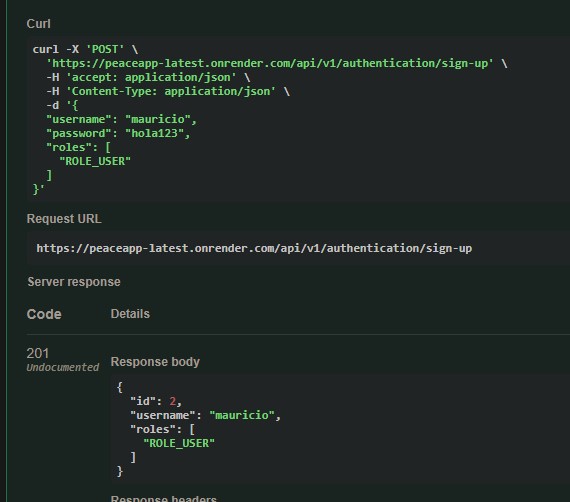 Curl
curl -X 'POST' \
'https://peaceapp-latest.onrender.com/api/v1/authentication/sign-up' \
-H 'accept: application/json' \
-H 'Content-Type: application/json' \
-d '{
"username": "mauricio",
"password": "hola123",
"roles": [
"ROLE_USER"
]
}'
Request URL
https://peaceapp-latest.onrender.com/api/v1/authentication/sign-up
Server response
Code Details
201
Undocumented
Response body
{
"id": 2,
"username": "mauricio",
"roles": [
"ROLE_USER"
]
}
Response headers